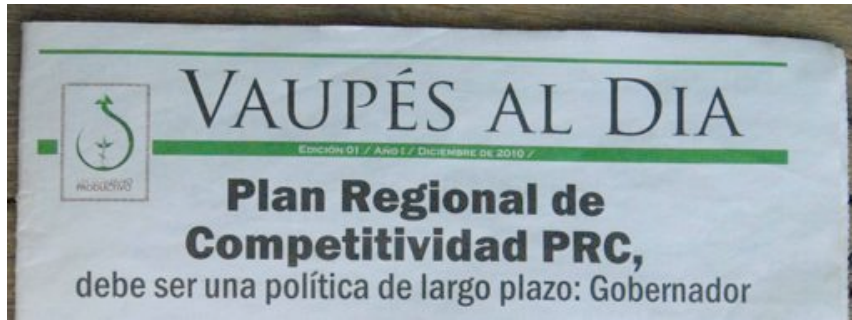 VAUPÉS AL DIA
EDICIÓN 01 / AÑO I / DICIEMBRE DE 2010 /
PRODUCTIVO
Plan Regional de
Competitividad PRC,
debe ser una política de largo plazo: Gobernador